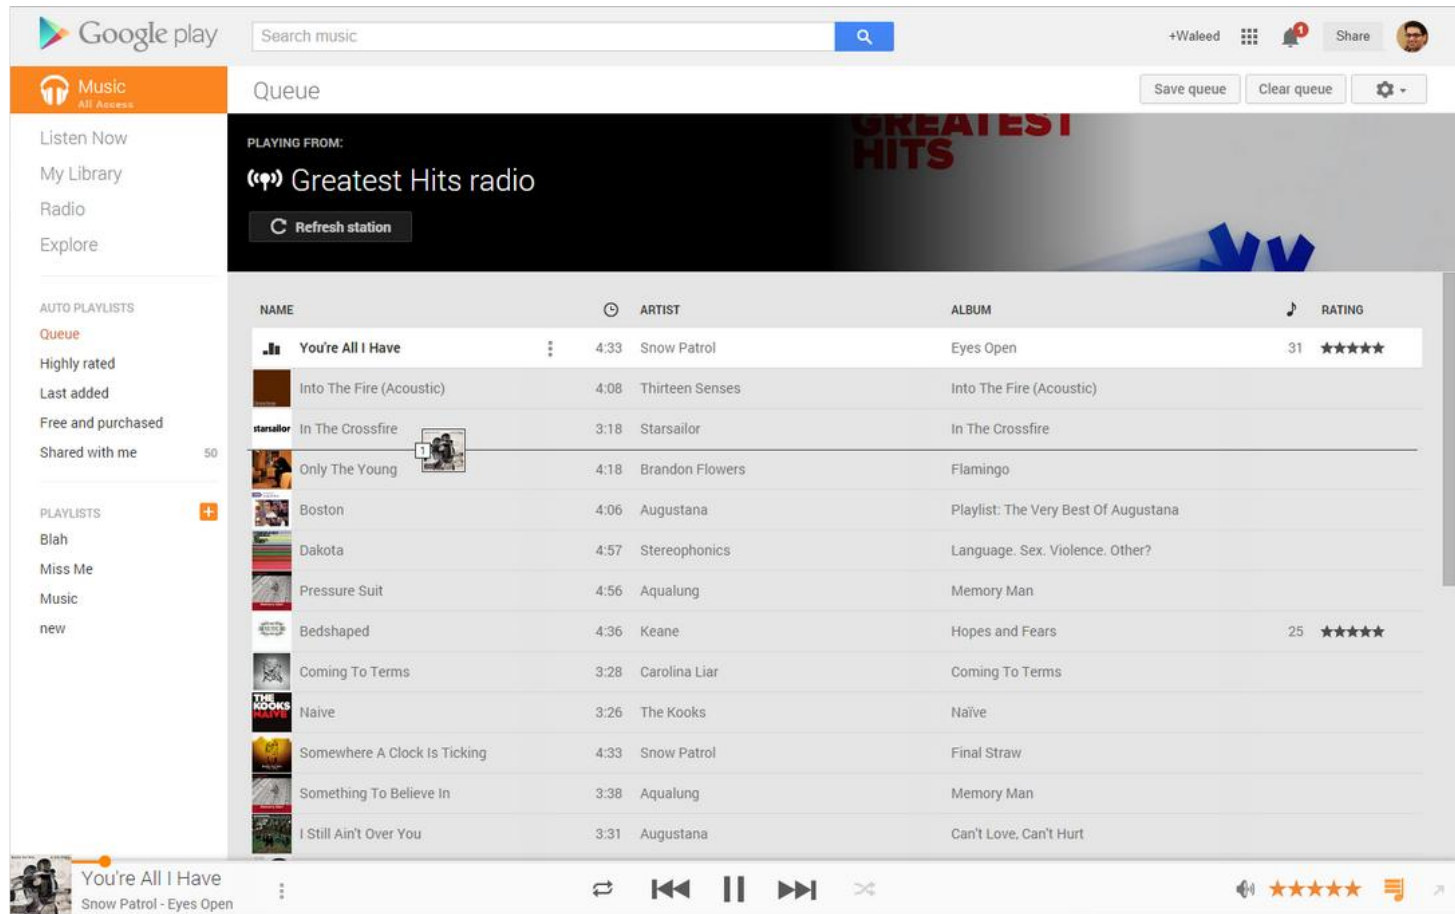 Google play
Search music
+Waleed
1
Share
Music
All Access
Queue
Save queue
Clear queue
Listen Now
My Library
Radio
Explore
PLAYING FROM:
Greatest Hits radio
Refresh station
GREATEST
HITS
AUTO PLAYLISTS
Queue
Highly rated
Last added
Free and purchased
Shared with me 50
PLAYLISTS
Blah
Miss Me
Music
new
NAME ARTIST ALBUM RATING
You're All I Have 4:33 Snow Patrol Eyes Open 31
Into The Fire (Acoustic) 4:08 Thirteen Senses Into The Fire (Acoustic)
starsailor In The Crossfire 3:18 Starsailor In The Crossfire
1
Only The Young 4:18 Brandon Flowers Flamingo
Boston 4:06 Augustana Playlist: The Very Best Of Augustana
Dakota 4:57 Stereophonics Language. Sex. Violence. Other?
Pressure Suit 4:56 Aqualung Memory Man
Bedshaped 4:36 Keane Hopes and Fears 25
Coming To Terms 3:28 Carolina Liar Coming To Terms
THE
KOOKS
NAIVE
Naive 3:26 The Kooks Naïve
Somewhere A Clock Is Ticking 4:33 Snow Patrol Final Straw
Something To Believe In 3:38 Aqualung Memory Man
I Still Ain't Over You 3:31 Augustana Can't Love, Can't Hurt
You're All I Have
Snow Patrol - Eyes Open